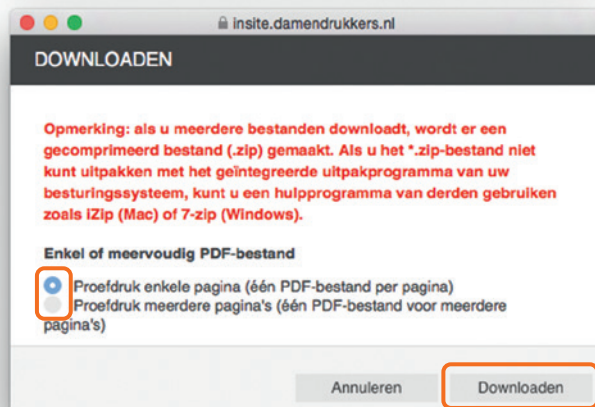 insite.damendrukkers.nl
DOWNLOADEN
Opmerking: als u meerdere bestanden downloadt, wordt er een
gecomprimeerd bestand (.zip) gemaakt. Als u het *.zip-bestand niet
kunt uitpakken met het geïntegreerde uitpakprogramma van uw
besturingssysteem, kunt u een hulpprogramma van derden gebruiken
zoals iZip (Mac) of 7-zip (Windows).
Enkel of meervoudig PDF-bestand
Proefdruk enkele pagina (één PDF-bestand per pagina)
Proefdruk meerdere pagina's (één PDF-bestand voor meerdere
pagina's)
Annuleren Downloaden